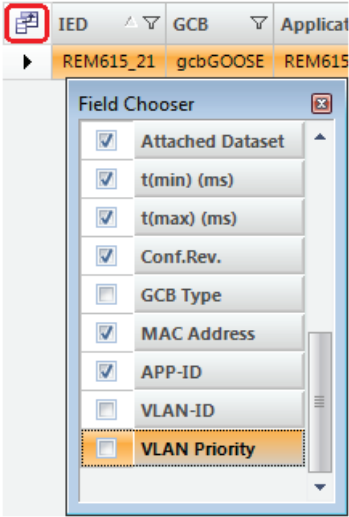 IED GCB Applicat
REM615_21 gcbGOOSE REM615
Field Chooser
Attached Dataset
t(min) (ms)
t(max) (ms)
Conf.Rev.
GCB Type
MAC Address
APP-ID
VLAN-ID
VLAN Priority